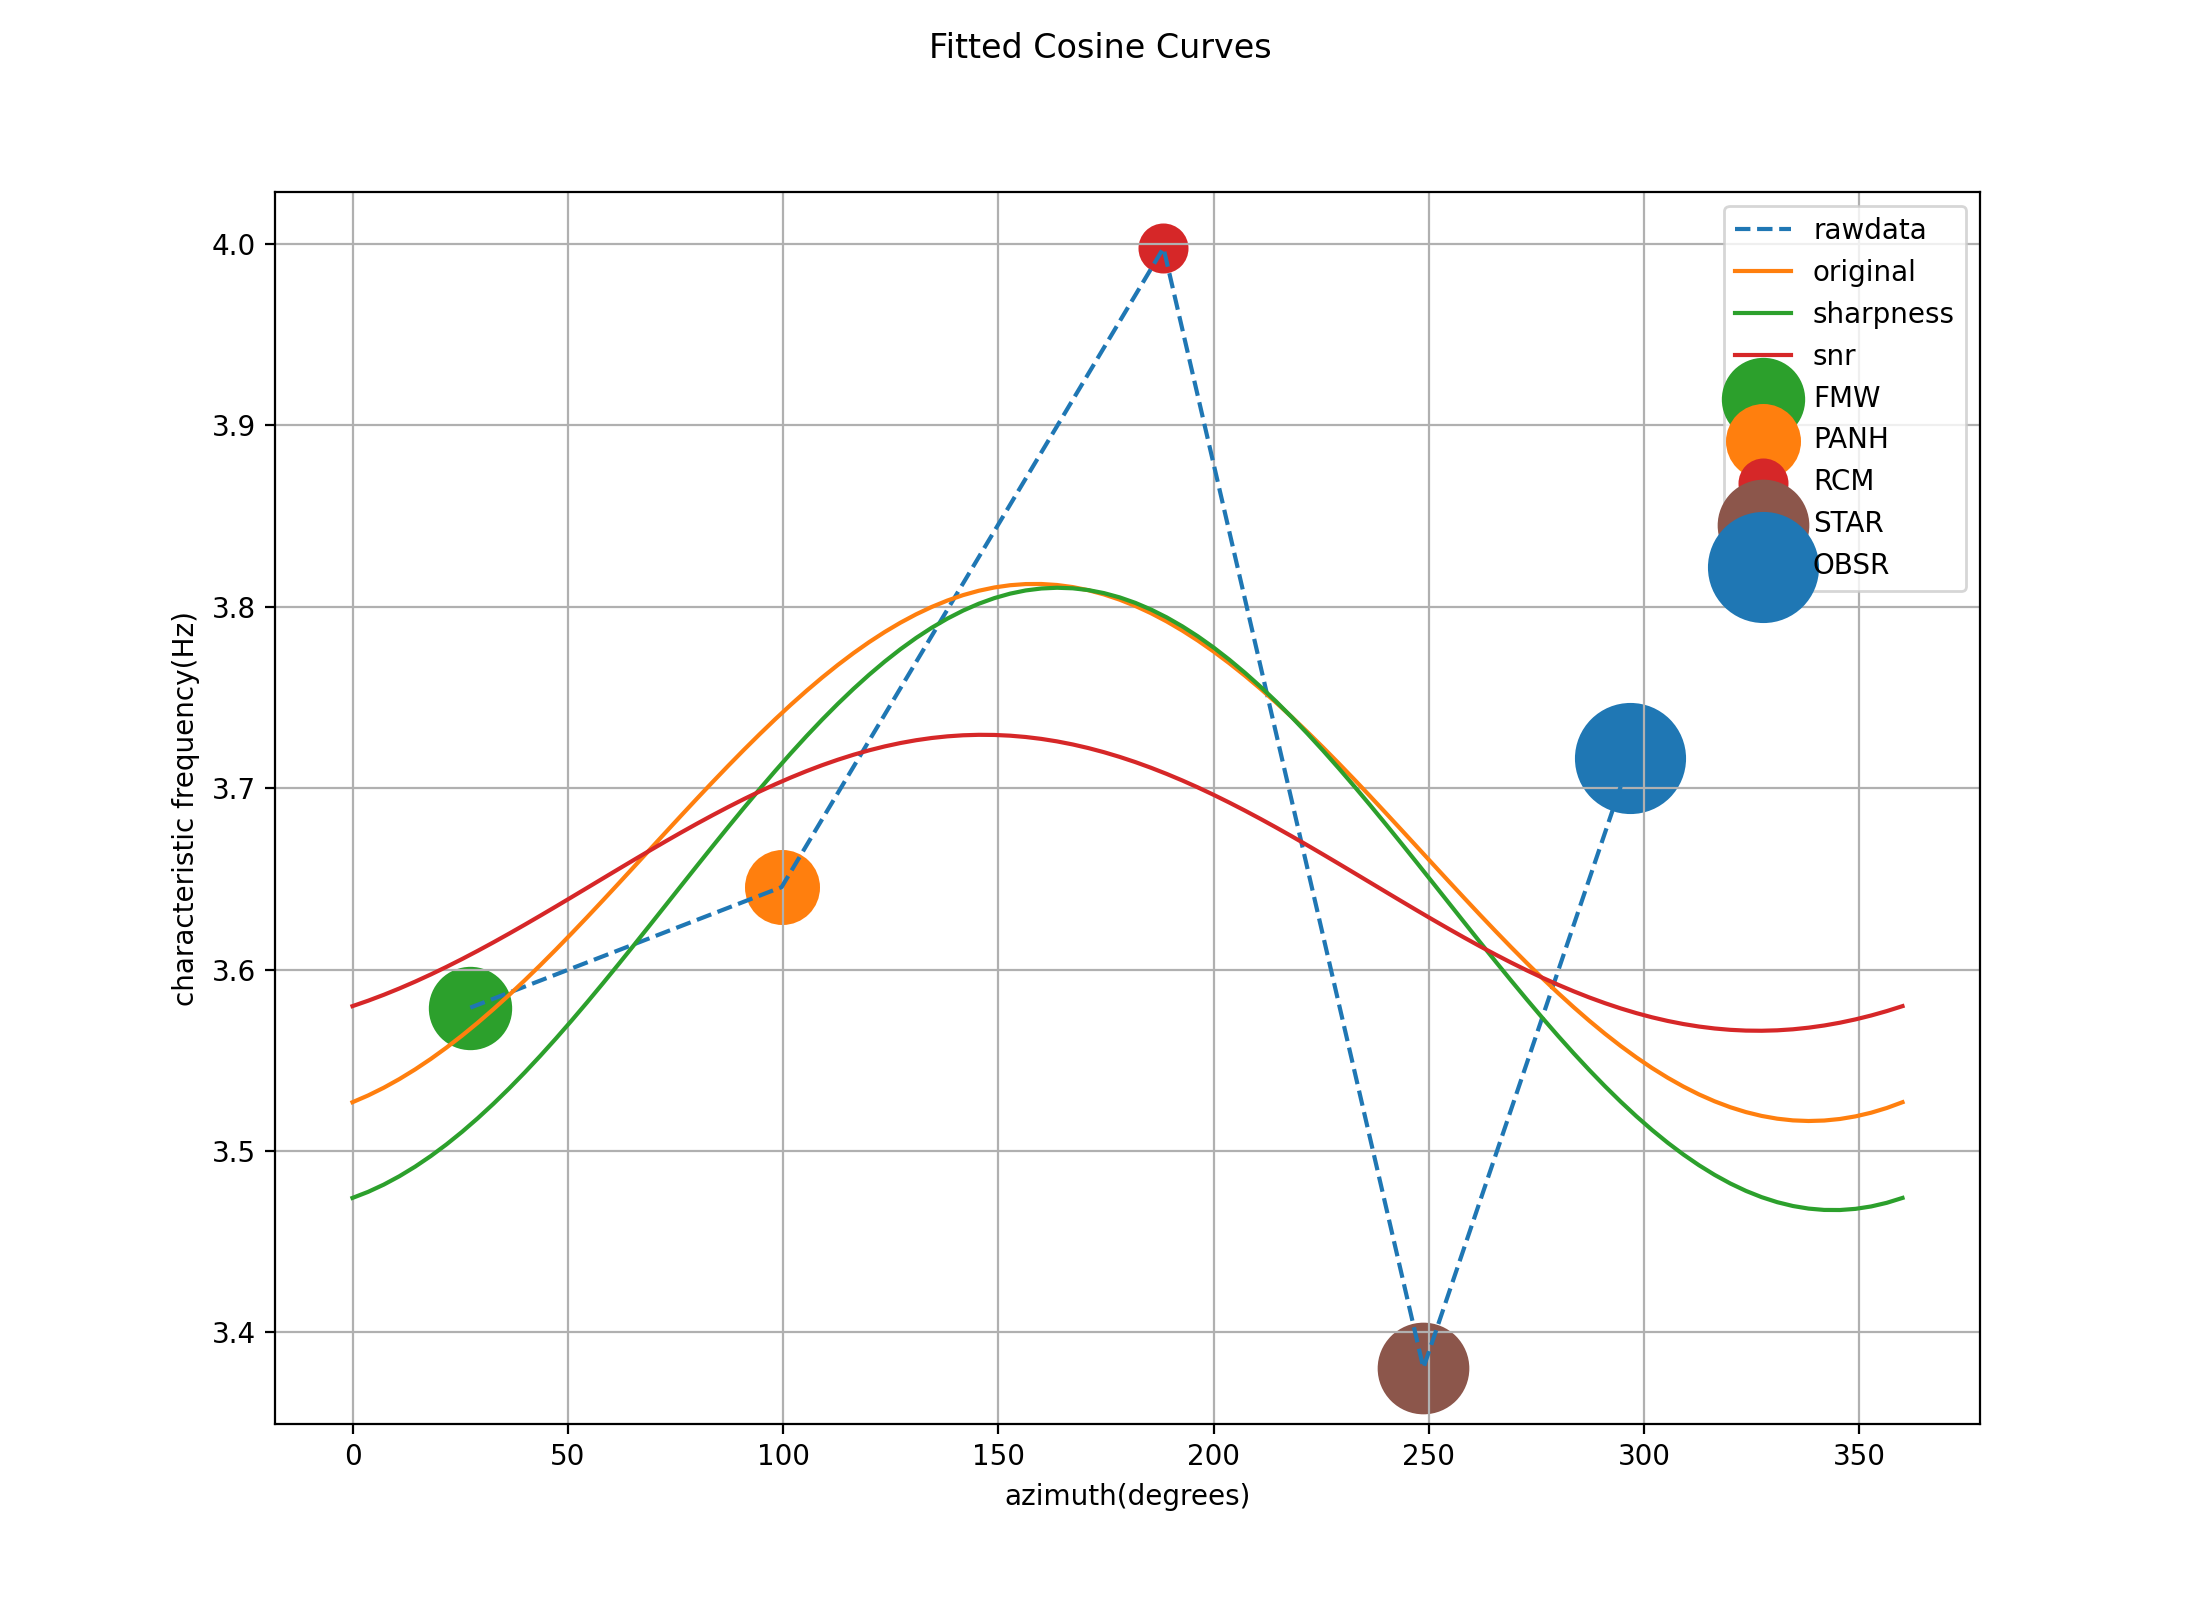 Fitted Cosine Curves
4.0
3.9
3.8
3.7
3.6
3.5
3.4
characteristic frequency(Hz)
rawdata
original
sharpness
snr
FMW
PANH
RCM
STAR
OBSR
0 50 100 150 200 250 300 350
azimuth(degrees)